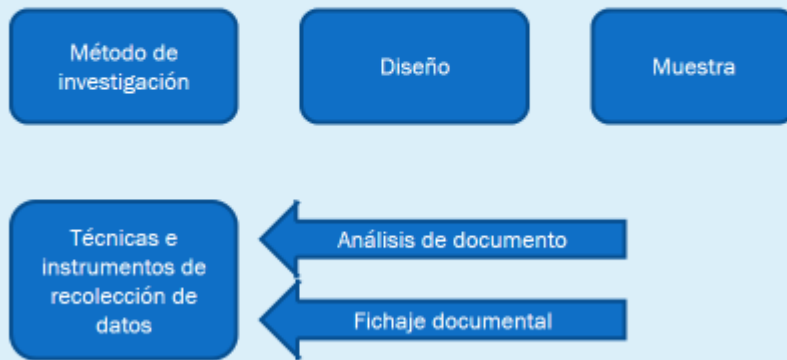 Método de
investigación
Diseño
Muestra
Técnicas e
instrumentos de
recolección de
datos
Análisis de documento
Fichaje documental